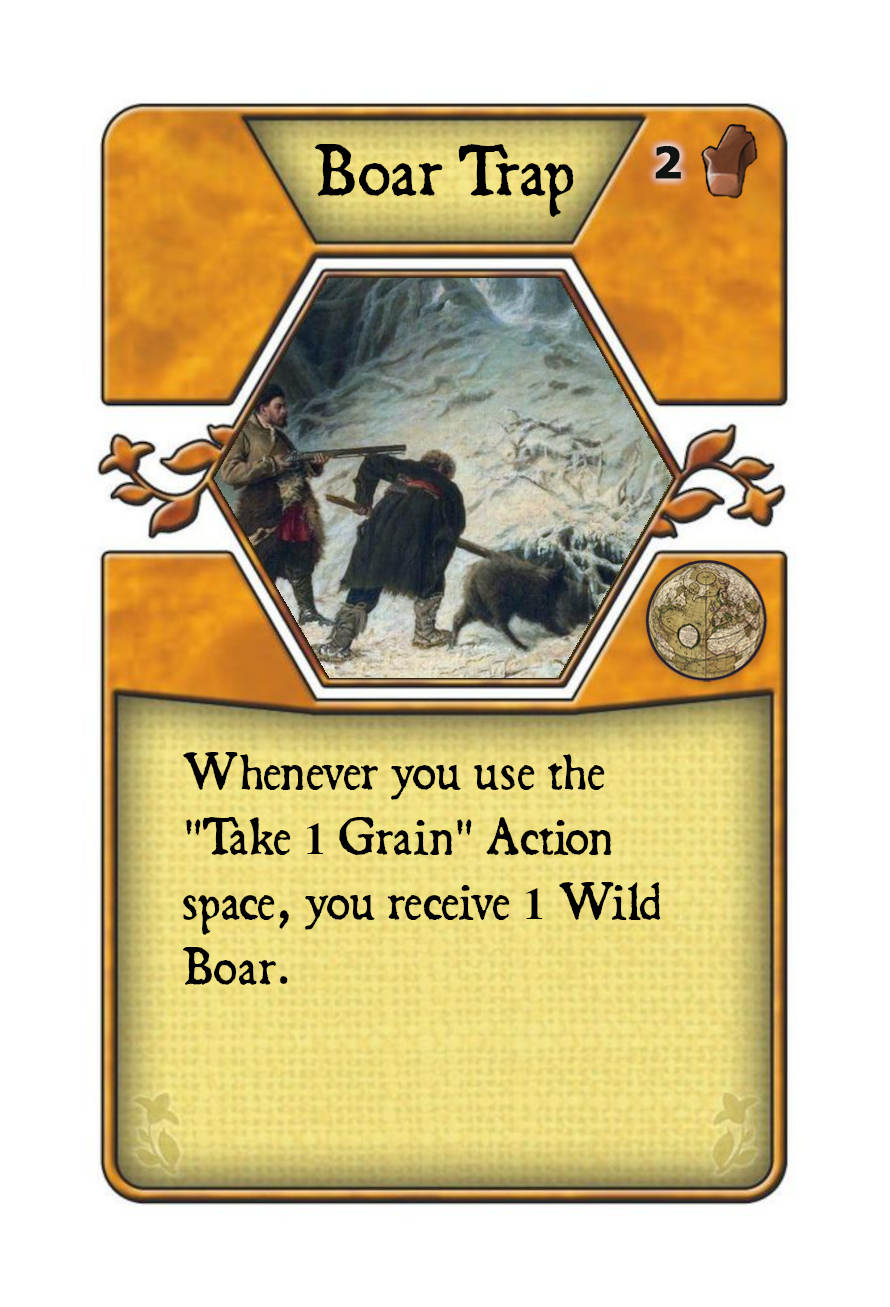 Boar Trap
2
Whenever you use the
"Take 1 Grain" Action
space, you receive 1 Wild
Boar.